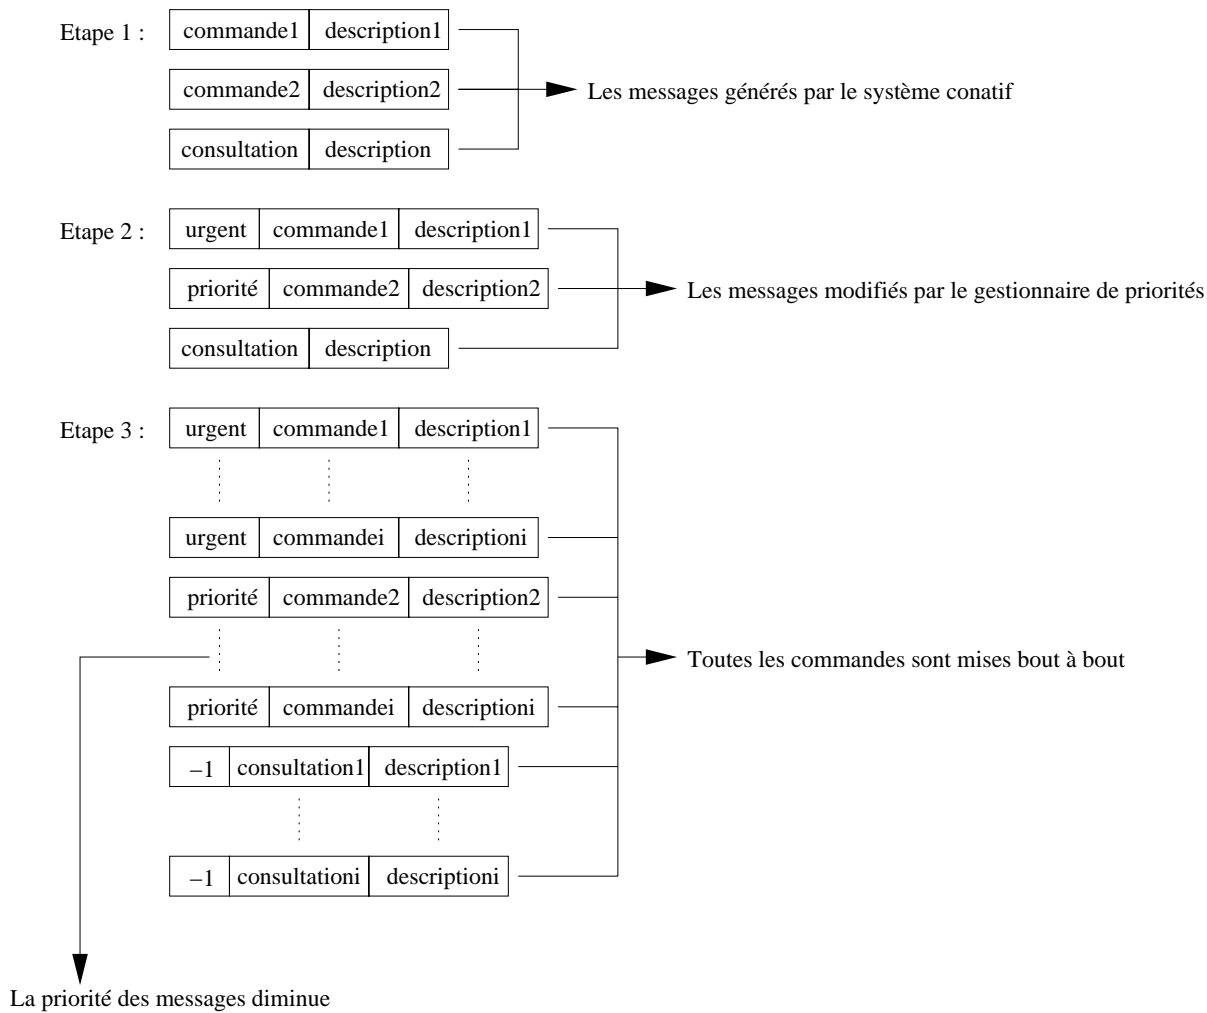 Etape 1 : commande1 description1
commande2 description2 Les messages générés par le système conatif
consultation description
Etape 2 : urgent commande1 description1
priorité commande2 description2 Les messages modifiés par le gestionnaire de priorités
consultation description
Etape 3 : urgent commande1 description1
urgent commandei descriptioni
priorité commande2 description2
Toutes les commandes sont mises bout à bout
priorité commandei descriptioni
–1 consultation1 description1
–1 consultationi descriptioni
La priorité des messages diminue